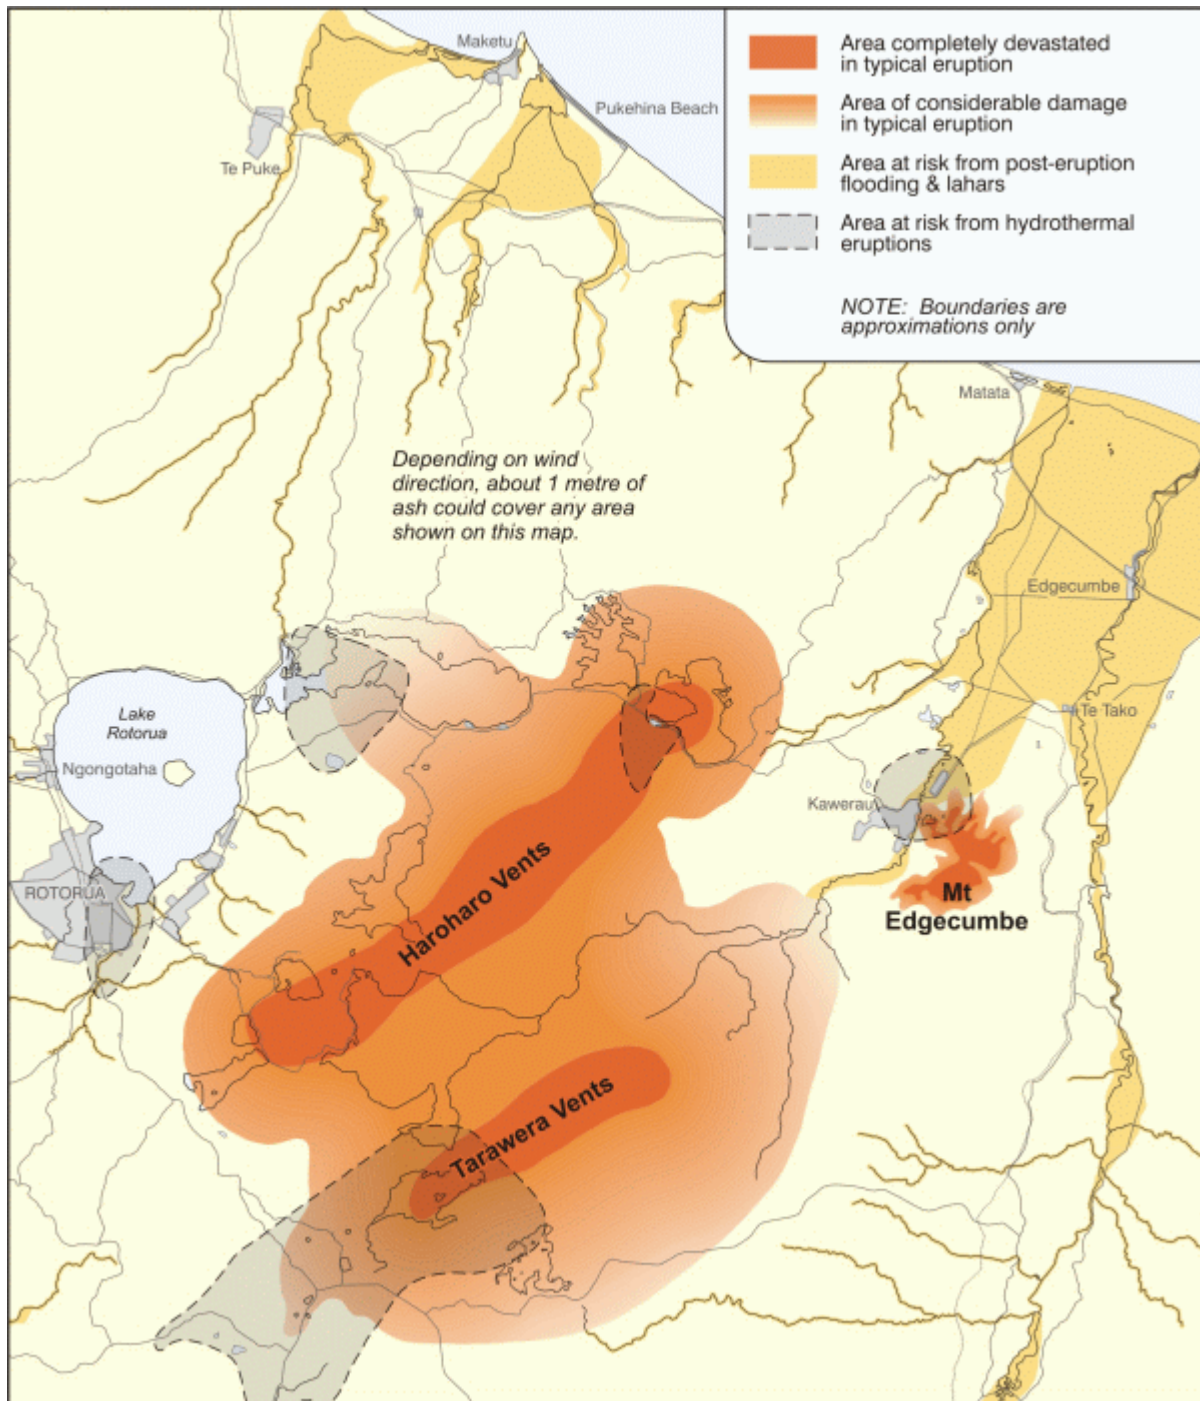 Maketu
Pukehina Beach
Te Puke
Area completely devastated
in typical eruption
Area of considerable damage
in typical eruption
Area at risk from post-eruption
flooding & lahars
Area at risk from hydrothermal
eruptions
NOTE: Boundaries are
approximations only
Matata
Depending on wind
direction, about 1 metre of
ash could cover any area
shown on this map.
Edgecumbe
Lake
Rotorua
Te Tako
Ngongotaha
Kawerau
ROTORUA
Haroharo Vents
Mt
Edgecumbe
Tarawera Vents